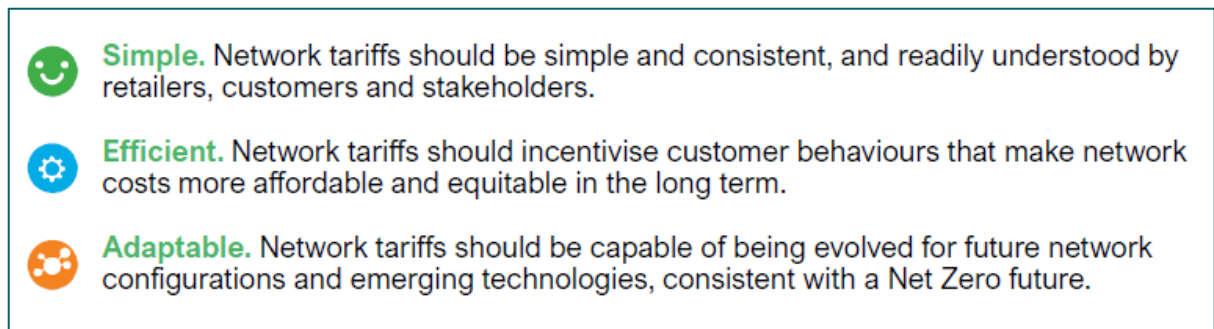 Simple. Network tariffs should be simple and consistent, and readily understood by
retailers, customers and stakeholders.
Efficient. Network tariffs should incentivise customer behaviours that make network
costs more affordable and equitable in the long term.
Adaptable. Network tariffs should be capable of being evolved for future network
configurations and emerging technologies, consistent with a Net Zero future.